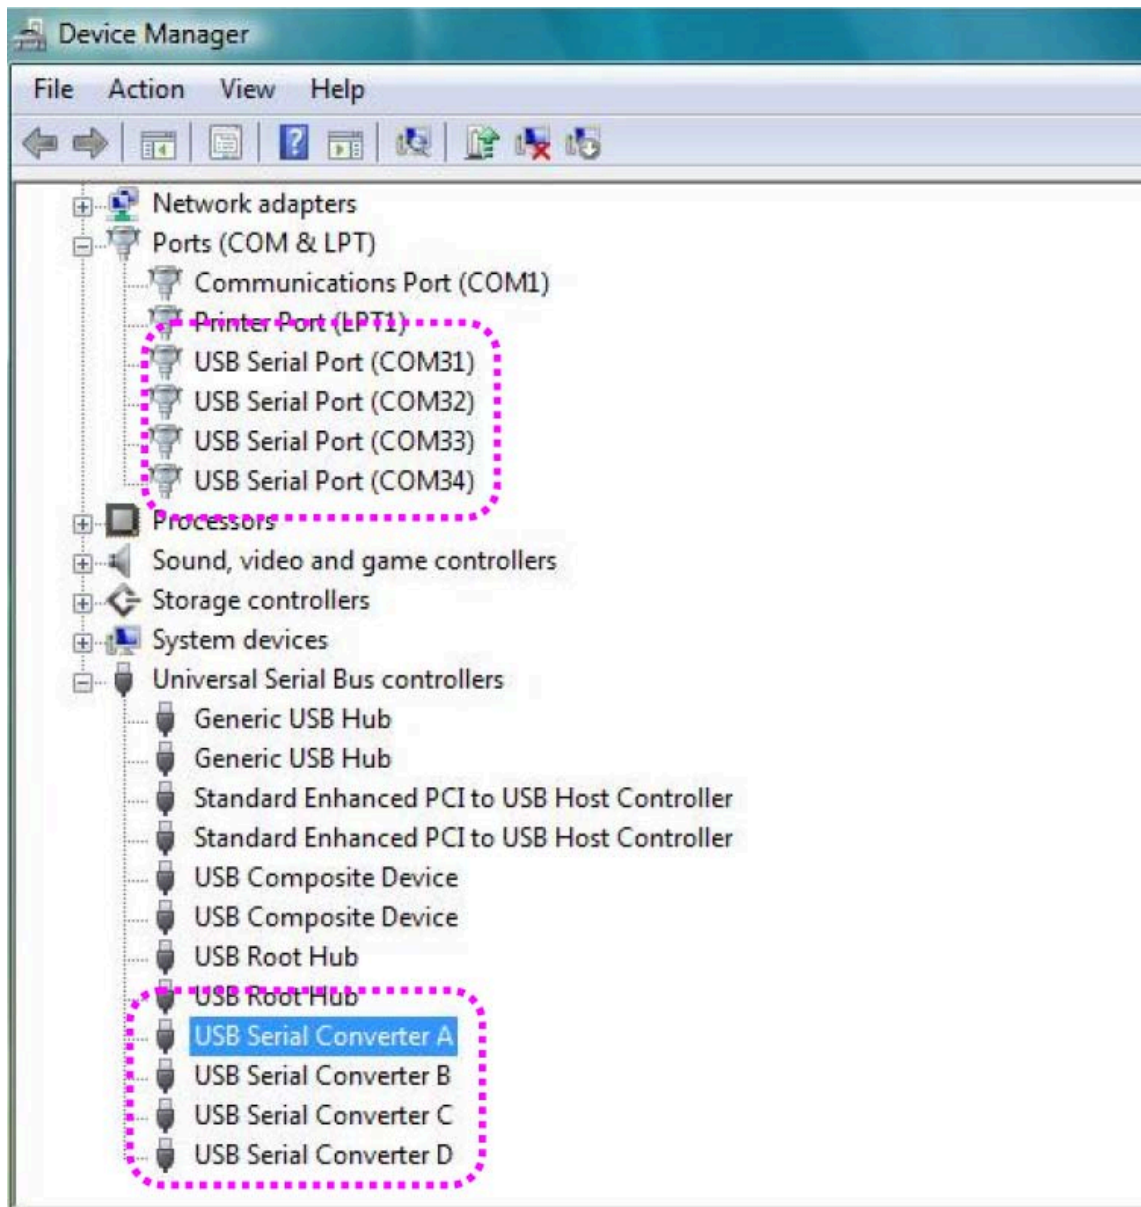 Device Manager
File Action View Help
Network adapters
Ports (COM & LPT)
Communications Port (COM1)
Printer Port (LPT1)
USB Serial Port (COM31)
USB Serial Port (COM32)
USB Serial Port (COM33)
USB Serial Port (COM34)
Processors
Sound, video and game controllers
Storage controllers
System devices
Universal Serial Bus controllers
Generic USB Hub
Generic USB Hub
Standard Enhanced PCI to USB Host Controller
Standard Enhanced PCI to USB Host Controller
USB Composite Device
USB Composite Device
USB Root Hub
USB Root Hub
USB Serial Converter A
USB Serial Converter B
USB Serial Converter C
USB Serial Converter D